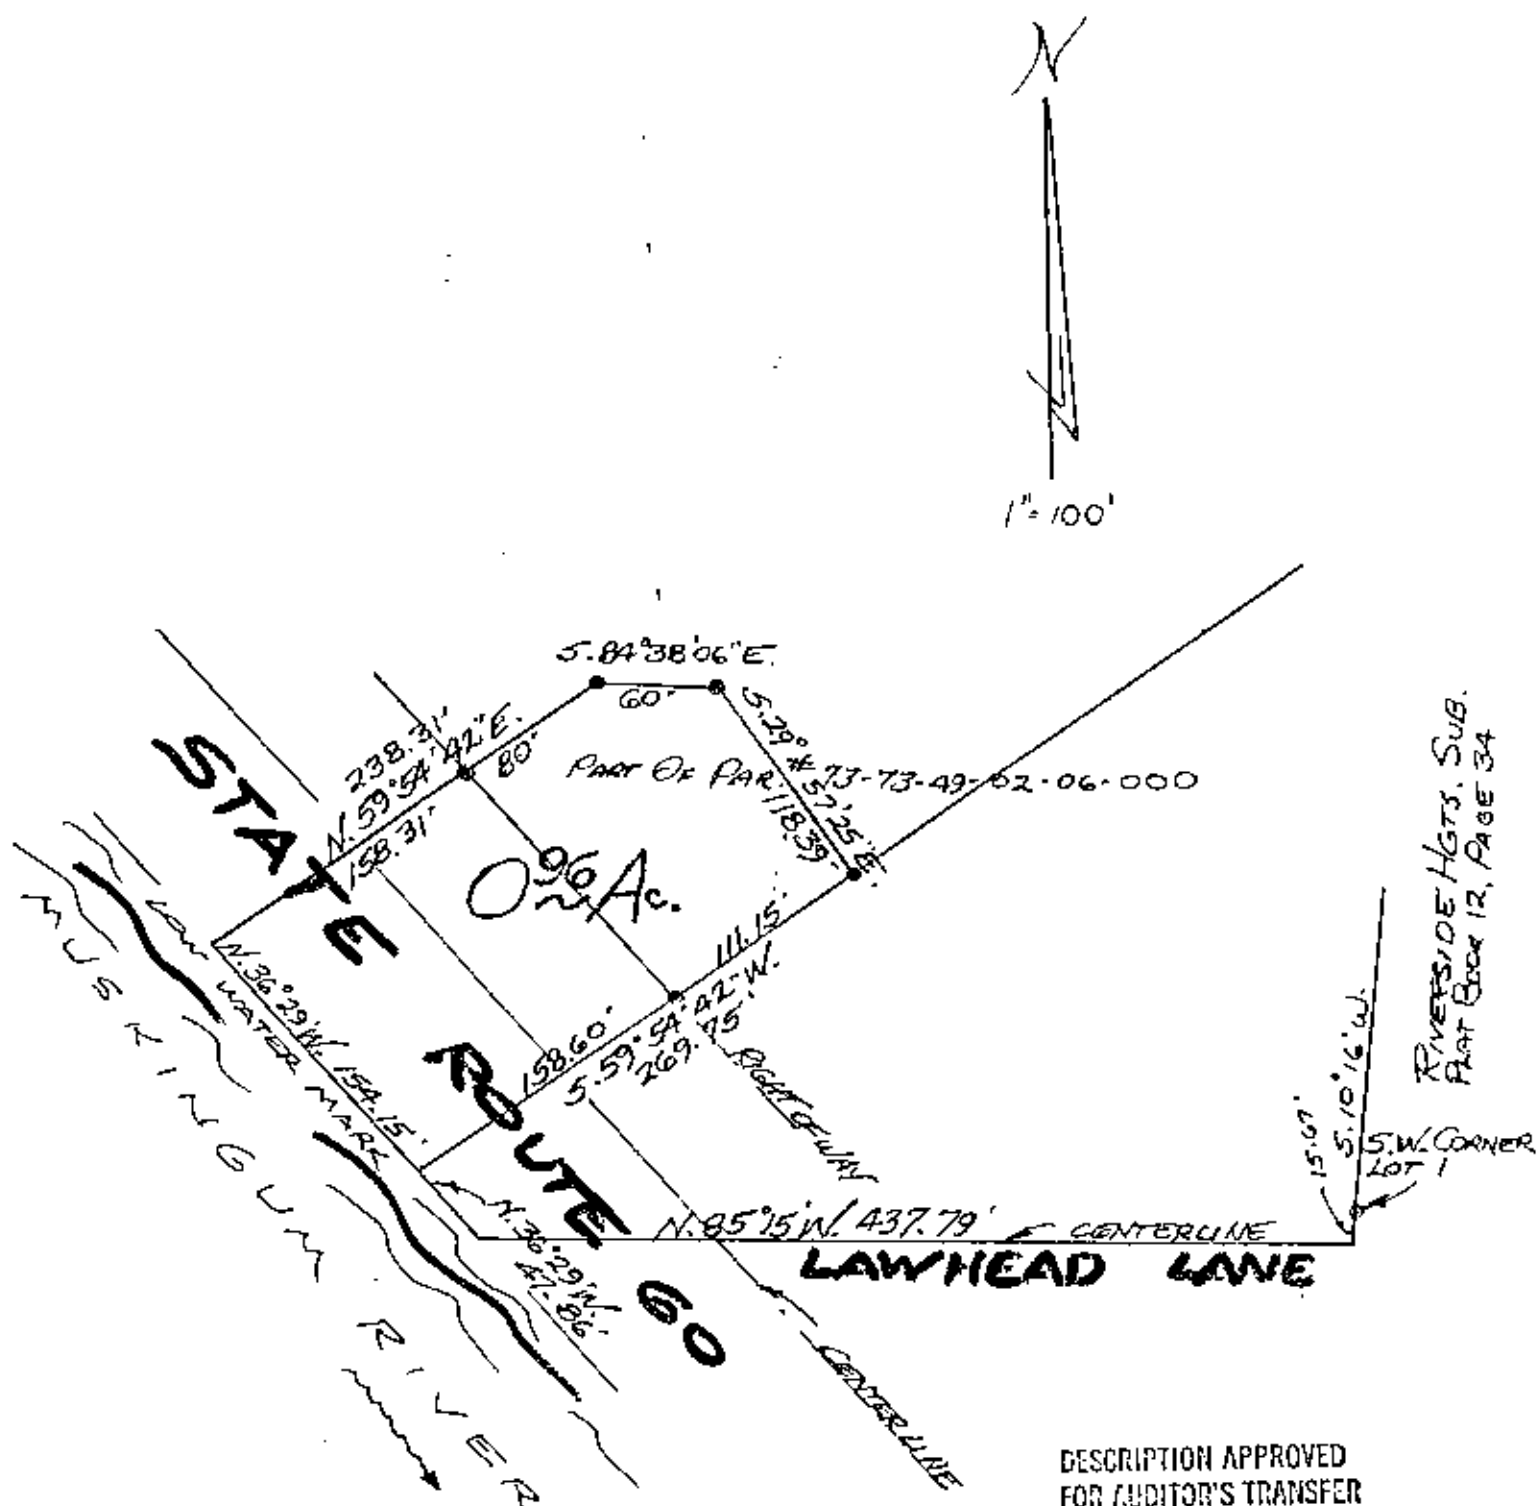 N
1"=100'
S.84°38'06"E.
60'
238.31'
N.59°54'42"E.
80'
158.31'
S.29°57'25"E.
118.39'
PART OF PAR.# 73-73-49-02-06-000
0.96 Ac.
111.15'
158.60'
S.59°54'42"W.
269.75'
RIGHT OF WAY
STATE ROUTE 60
LOW WATER MARK
N.36°29'W. 154.15'
MUSKINGUM RIVER
N.36°29'W.
47.86'
N.85°15'W. 437.79'
CENTERLINE
LAWHEAD LANE
15.67'
S.10°16'W.
S.W. CORNER
LOT 1
RIVERSIDE HGTS. SUB.
PLAT BOOK 12, PAGE 34
CENTERLINE
DESCRIPTION APPROVED
FOR AUDITOR'S TRANSFER